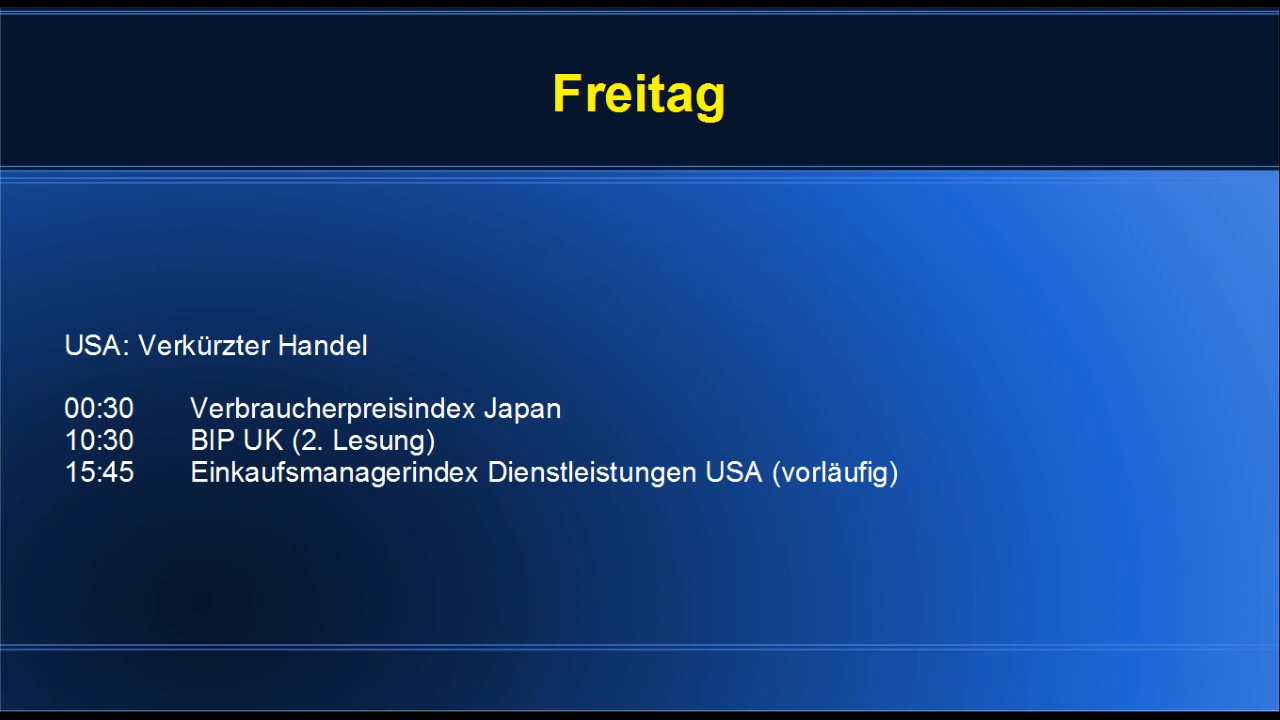 Freitag
USA: Verkürzter Handel
00:30 Verbraucherpreisindex Japan
10:30 BIP UK (2. Lesung)
15:45 Einkaufsmanagerindex Dienstleistungen USA (vorläufig)